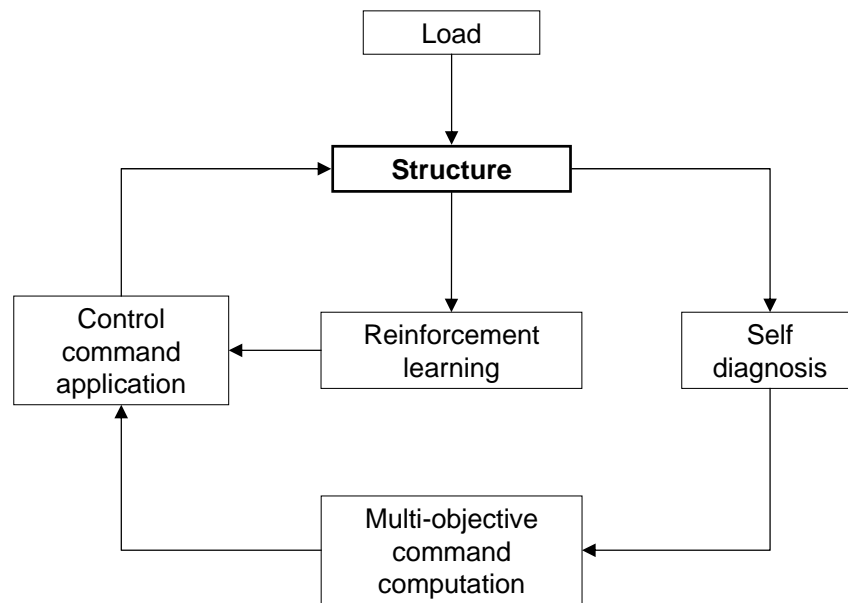 Load
Structure
Control
command
application
Reinforcement
learning
Self
diagnosis
Multi-objective
command
computation